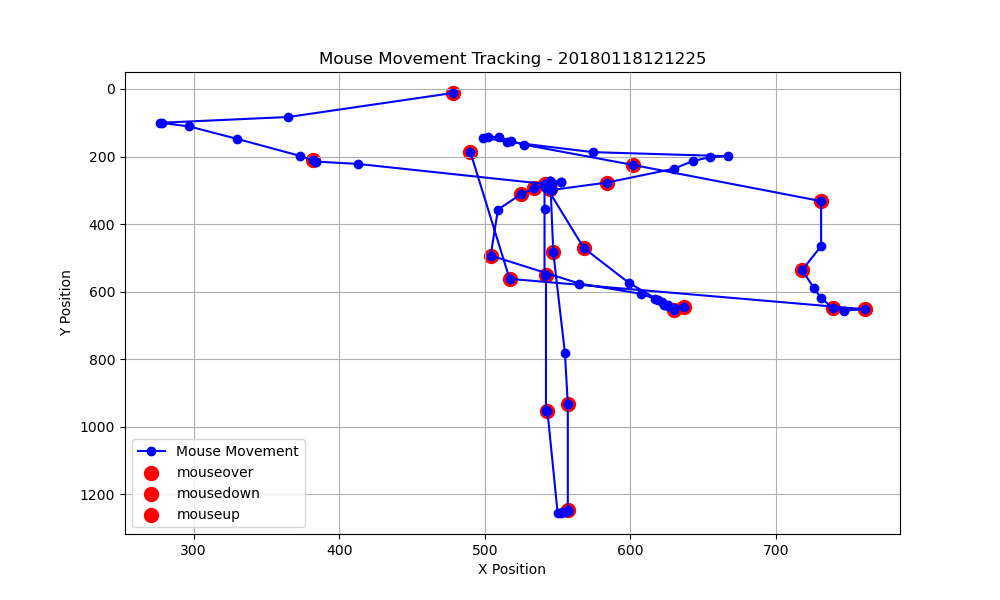 Mouse Movement Tracking - 20180118121225
0
200
400
600
800
1000
1200
Y Position
Mouse Movement
mouseover
mousedown
mouseup
300
400
500
600
700
X Position